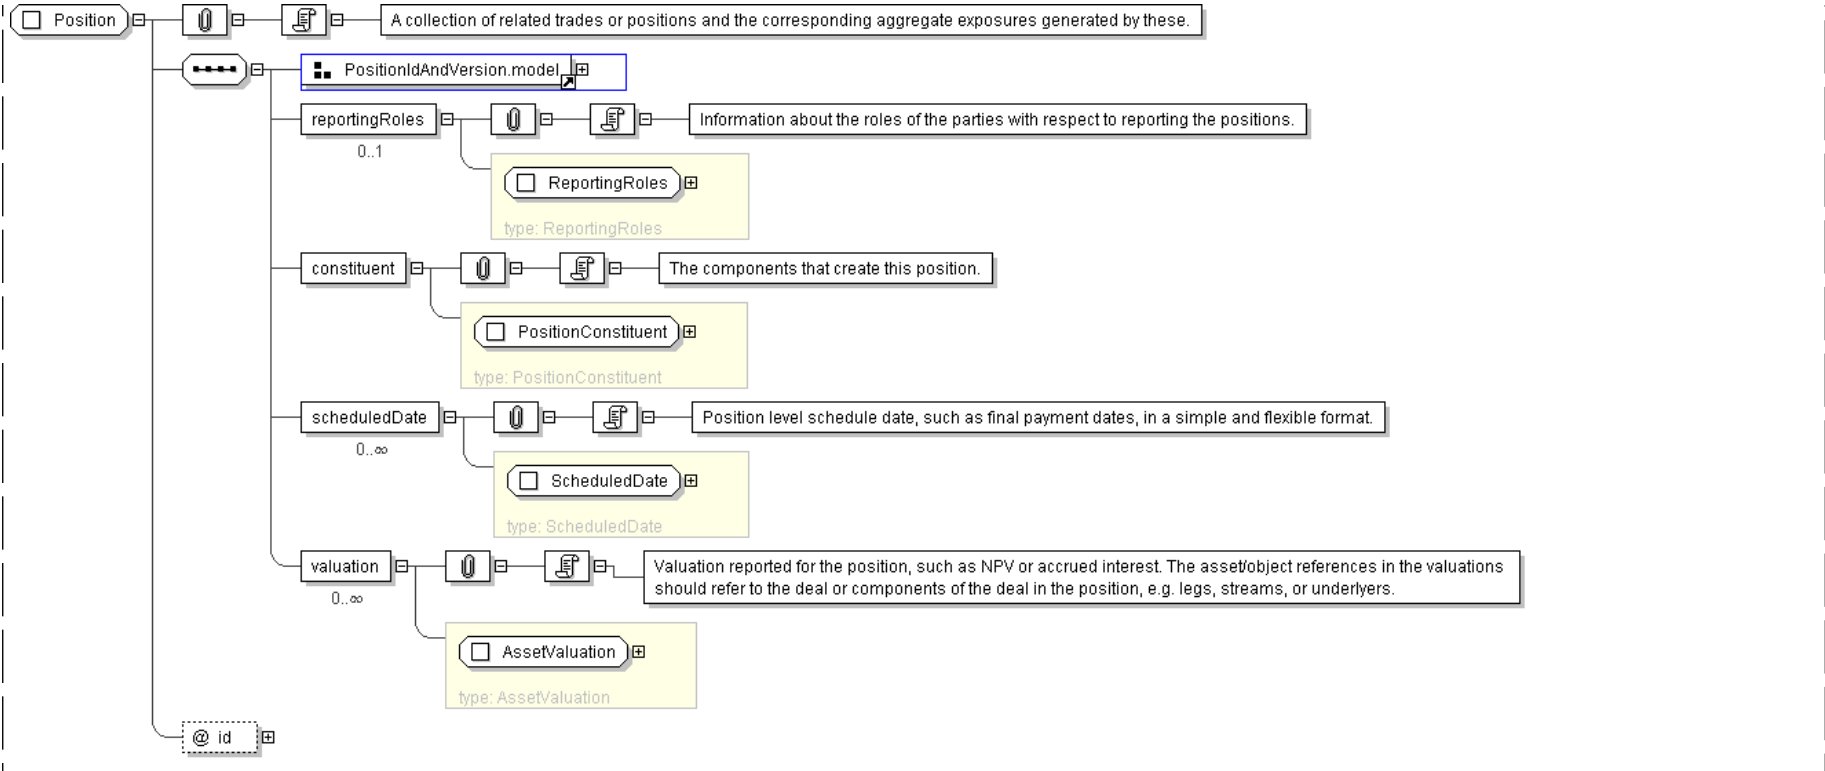 Position
A collection of related trades or positions and the corresponding aggregate exposures generated by these.
PositionIdAndVersion.model
reportingRoles
Information about the roles of the parties with respect to reporting the positions.
0..1
ReportingRoles
type: ReportingRoles
constituent
The components that create this position.
PositionConstituent
type: PositionConstituent
scheduledDate
Position level schedule date, such as final payment dates, in a simple and flexible format.
0..∞
ScheduledDate
type: ScheduledDate
valuation
Valuation reported for the position, such as NPV or accrued interest. The asset/object references in the valuations
should refer to the deal or components of the deal in the position, e.g. legs, streams, or underlyers.
0..∞
AssetValuation
type: AssetValuation
@ id